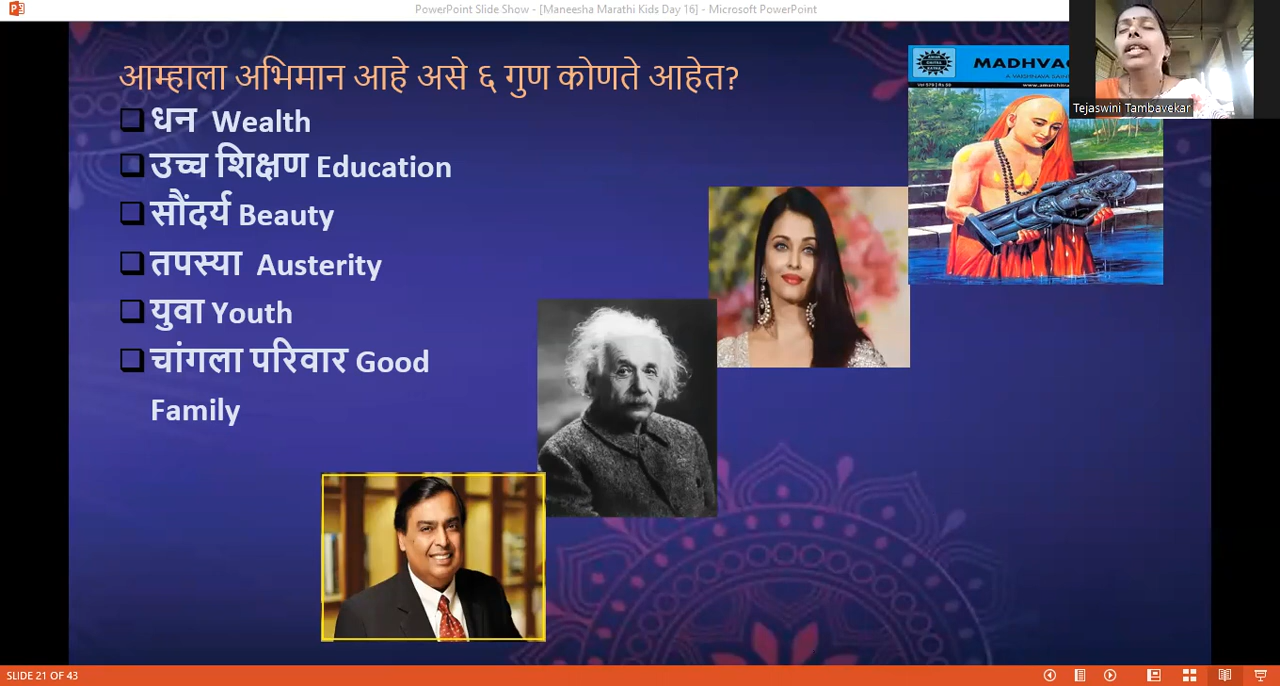 PowerPoint Slide Show - [Maneesha Marathi Kids Day 16] - Microsoft PowerPoint
आम्हाला अभिमान आहे असे ६ गुण कोणते आहेत?
धन Wealth
उच्च शिक्षण Education
सौंदर्य Beauty
तपस्या Austerity
युवा Youth
चांगला परिवार Good
Family
MADHVAC
A VAISHNAVA SAIN
Tejaswini Tambavekar
SLIDE 21 OF 43